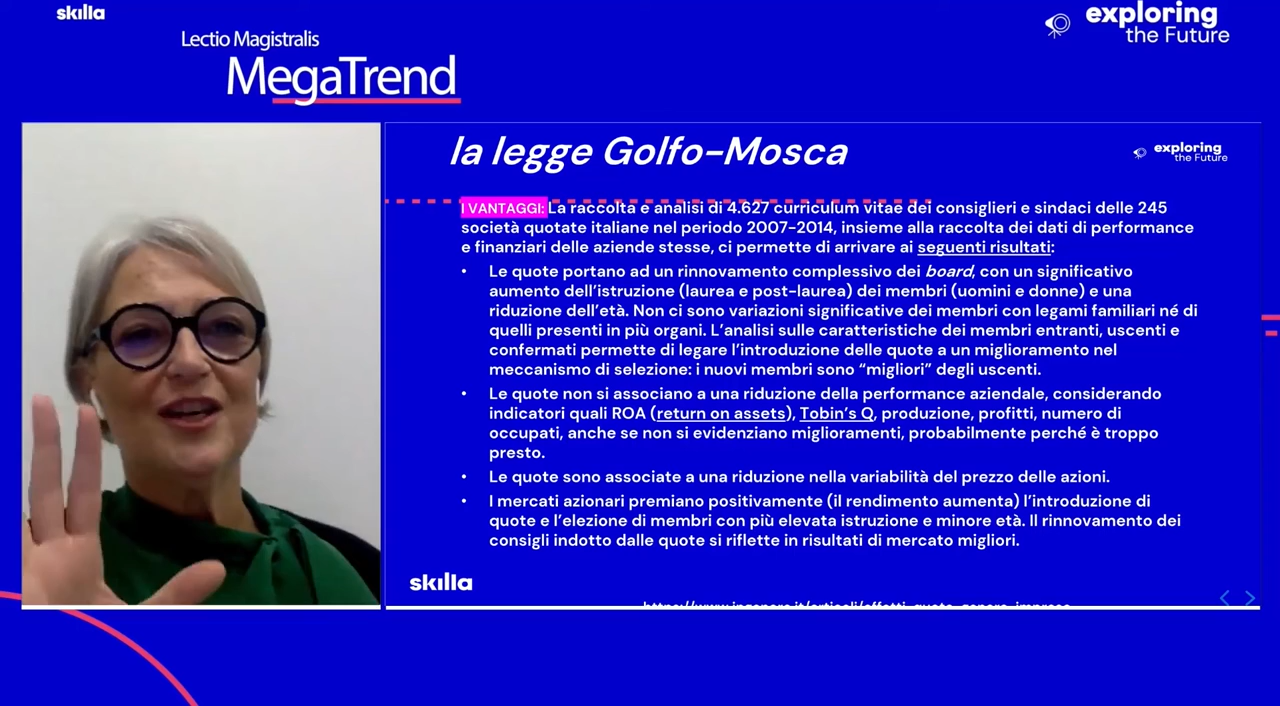 skılla
exploring
the Future
Lectio Magistralis
MegaTrend
la legge Golfo-Mosca
exploring
the Future
I VANTAGGI: La raccolta e analisi di 4.627 curriculum vitae dei consiglieri e sindaci delle 245
società quotate italiane nel periodo 2007-2014, insieme alla raccolta dei dati di performance
e finanziari delle aziende stesse, ci permette di arrivare ai seguenti risultati:
• Le quote portano ad un rinnovamento complessivo dei board, con un significativo
aumento dell'istruzione (laurea e post-laurea) dei membri (uomini e donne) e una
riduzione dell'età. Non ci sono variazioni significative dei membri con legami familiari né di
quelli presenti in più organi. L'analisi sulle caratteristiche dei membri entranti, uscenti e
confermati permette di legare l'introduzione delle quote a un miglioramento nel
meccanismo di selezione: i nuovi membri sono “migliori” degli uscenti.
• Le quote non si associano a una riduzione della performance aziendale, considerando
indicatori quali ROA (return on assets), Tobin's Q, produzione, profitti, numero di
occupati, anche se non si evidenziano miglioramenti, probabilmente perché è troppo
presto.
• Le quote sono associate a una riduzione nella variabilità del prezzo delle azioni.
• I mercati azionari premiano positivamente (il rendimento aumenta) l'introduzione di
quote e l'elezione di membri con più elevata istruzione e minore età. Il rinnovamento dei
consigli indotto dalle quote si riflette in risultati di mercato migliori.
skılla